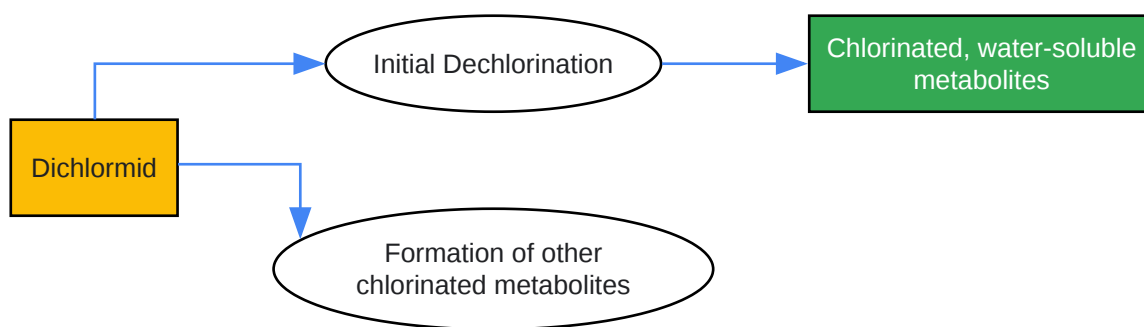 Initial Dechlorination
Chlorinated, water-soluble
metabolites
Dichlormid
Formation of other
chlorinated metabolites